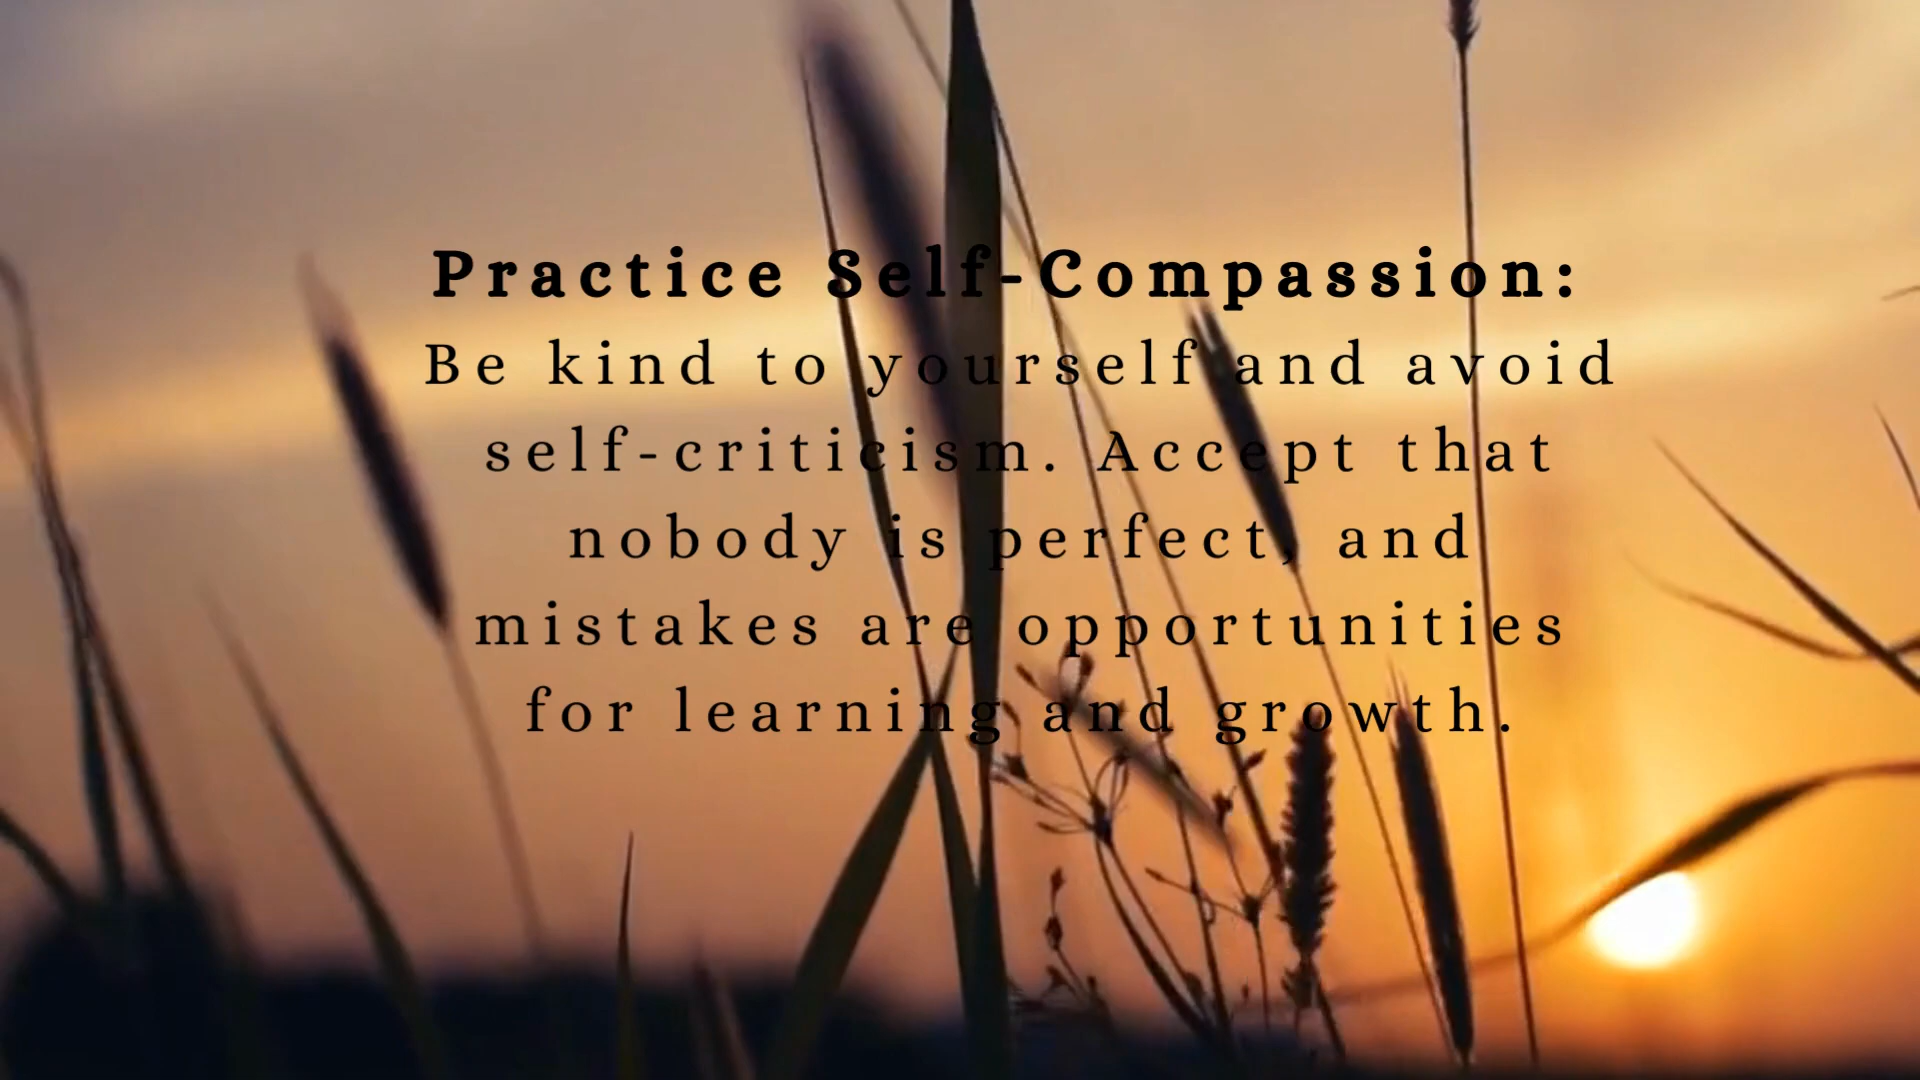 Practice Self-Compassion:
Be kind to yourself and avoid
self-criticism. Accept that
nobody is perfect, and
mistakes are opportunities
for learning and growth.